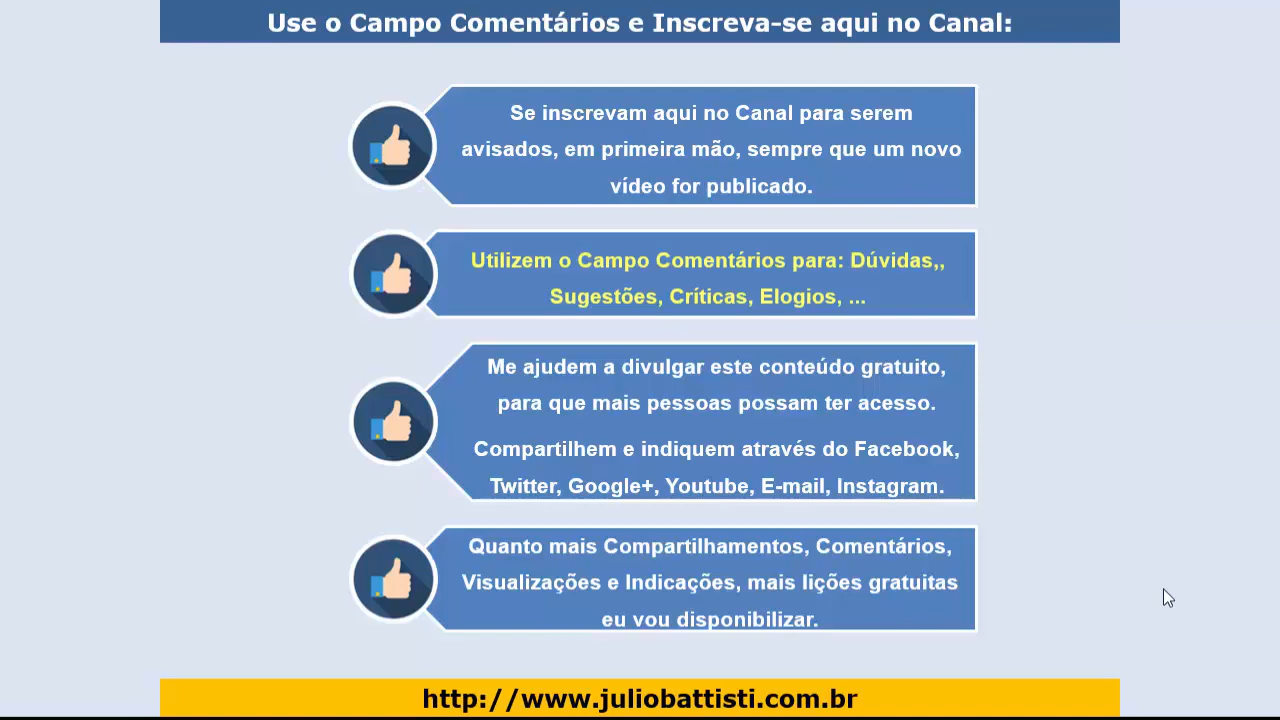 Use o Campo Comentários e Inscreva-se aqui no Canal:
Se inscrevam aqui no Canal para serem
avisados, em primeira mão, sempre que um novo
vídeo for publicado.
Utilizem o Campo Comentários para: Dúvidas,,
Sugestões, Críticas, Elogios, ...
Me ajudem a divulgar este conteúdo gratuito,
para que mais pessoas possam ter acesso.
Compartilhem e indiquem através do Facebook,
Twitter, Google+, Youtube, E-mail, Instagram.
Quanto mais Compartilhamentos, Comentários,
Visualizações e Indicações, mais lições gratuitas
eu vou disponibilizar.
http://www.juliobattisti.com.br